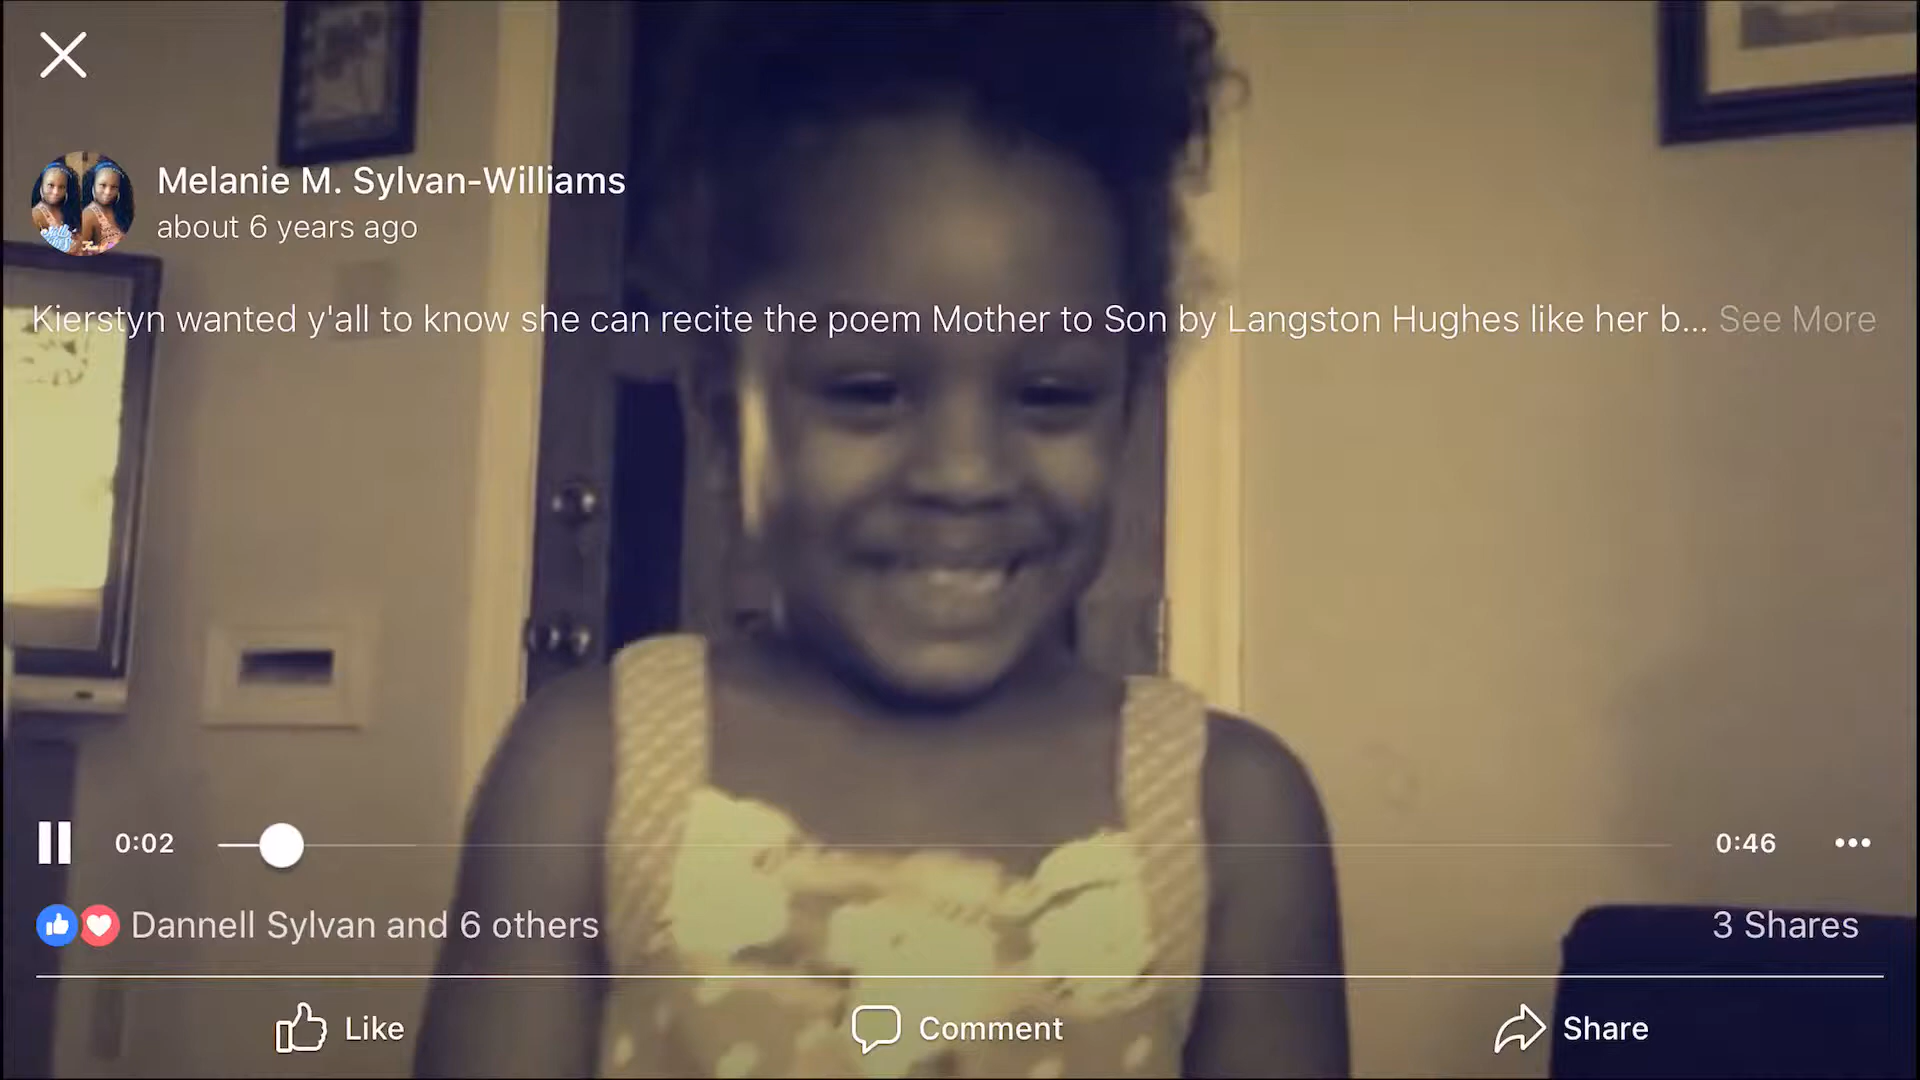 Melanie M. Sylvan-Williams
about 6 years ago
Kierstyn wanted y'all to know she can recite the poem Mother to Son by Langston Hughes like her b... See More
0:02
0:46
Dannell Sylvan and 6 others
3 Shares
Like
Comment
Share